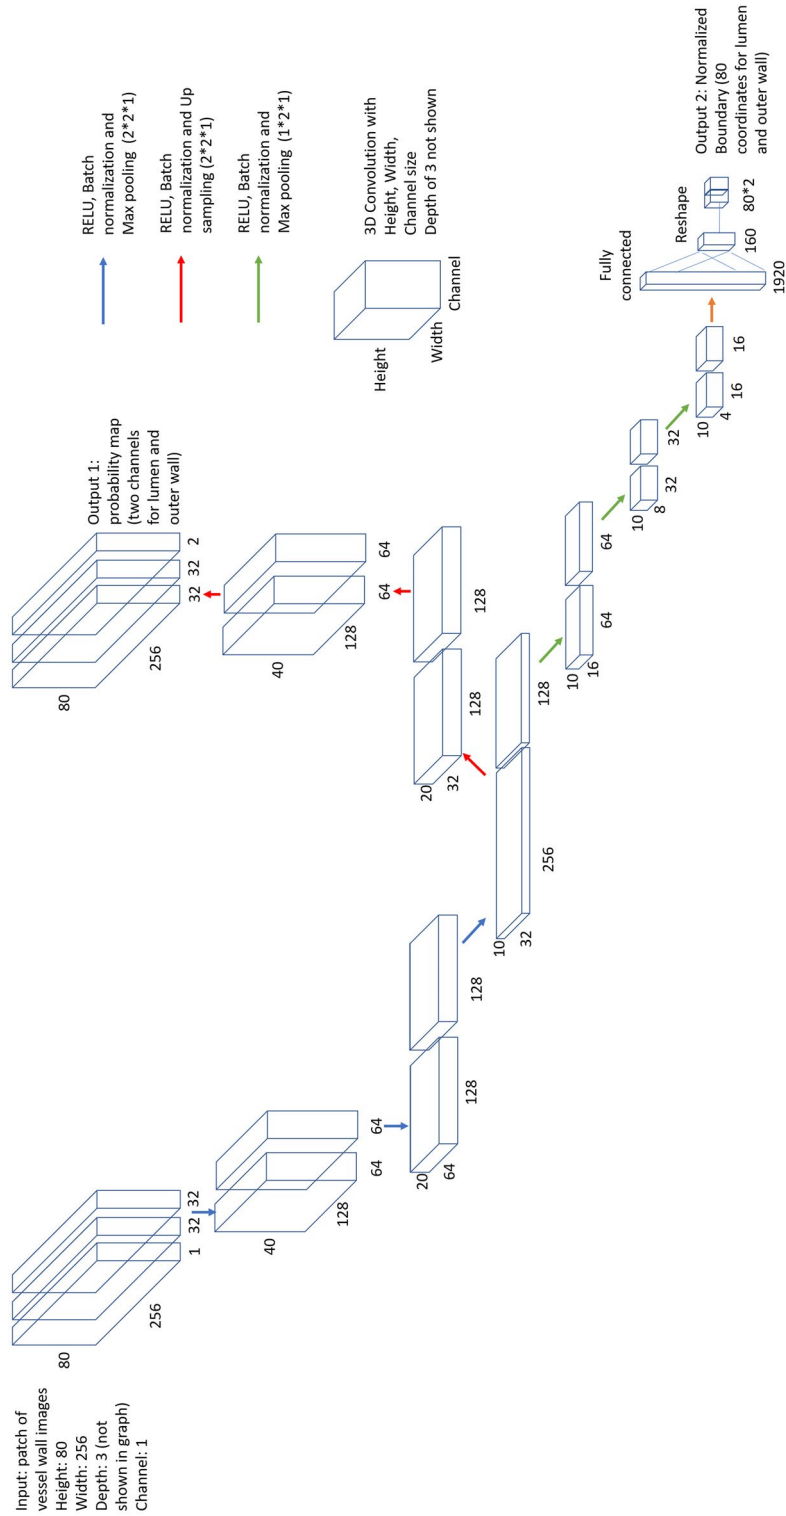 Input: patch of
vessel wall images
Height: 80
Width: 256
Depth: 3 (not
shown in graph)
Channel: 1
80
256
1
32
32
40
128
64
64
20
64
128
128
10
32
256
128
20
32
128
128
40
128
64
64
80
256
32
32
2
Output 1:
probability map
(two channels
for lumen and
outer wall)
10
16
64
64
10
8
32
32
10
4
16
16
1920
Fully
connected
160
Reshape
80*2
Output 2: Normalized
Boundary (80
coordinates for lumen
and outer wall)
Height
Width
Channel
3D Convolution with
Height, Width,
Channel size
Depth of 3 not shown
RELU, Batch
normalization and
Max pooling (2*2*1)
RELU, Batch
normalization and Up
sampling (2*2*1)
RELU, Batch
normalization and
Max pooling (1*2*1)